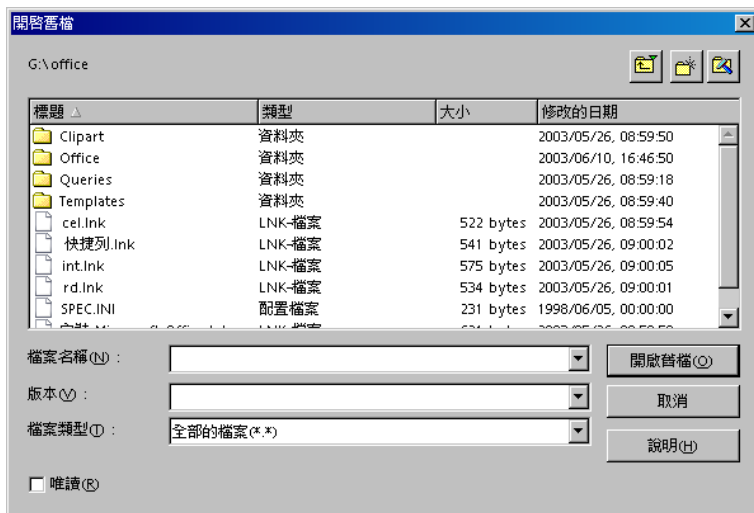 開啓舊檔
G:\office
標題 類型 大小 修改的日期
Clipart 資料夾 2003/05/26, 08:59:50
Office 資料夾 2003/06/10, 16:46:50
Queries 資料夾 2003/05/26, 08:59:18
Templates 資料夾 2003/05/26, 08:59:40
cel.lnk LNK-檔案 522 bytes 2003/05/26, 08:59:54
快捷列.lnk LNK-檔案 541 bytes 2003/05/26, 09:00:02
int.lnk LNK-檔案 575 bytes 2003/05/26, 09:00:05
rd.lnk LNK-檔案 534 bytes 2003/05/26, 09:00:01
SPEC.INI 配置檔案 231 bytes 1998/06/05, 00:00:00
檔案名稱(N) : 開啟舊檔(O)
版本(V) : 取消
檔案類型(T) : 全部的檔案(*.*)
說明(H)
唯讀(R)